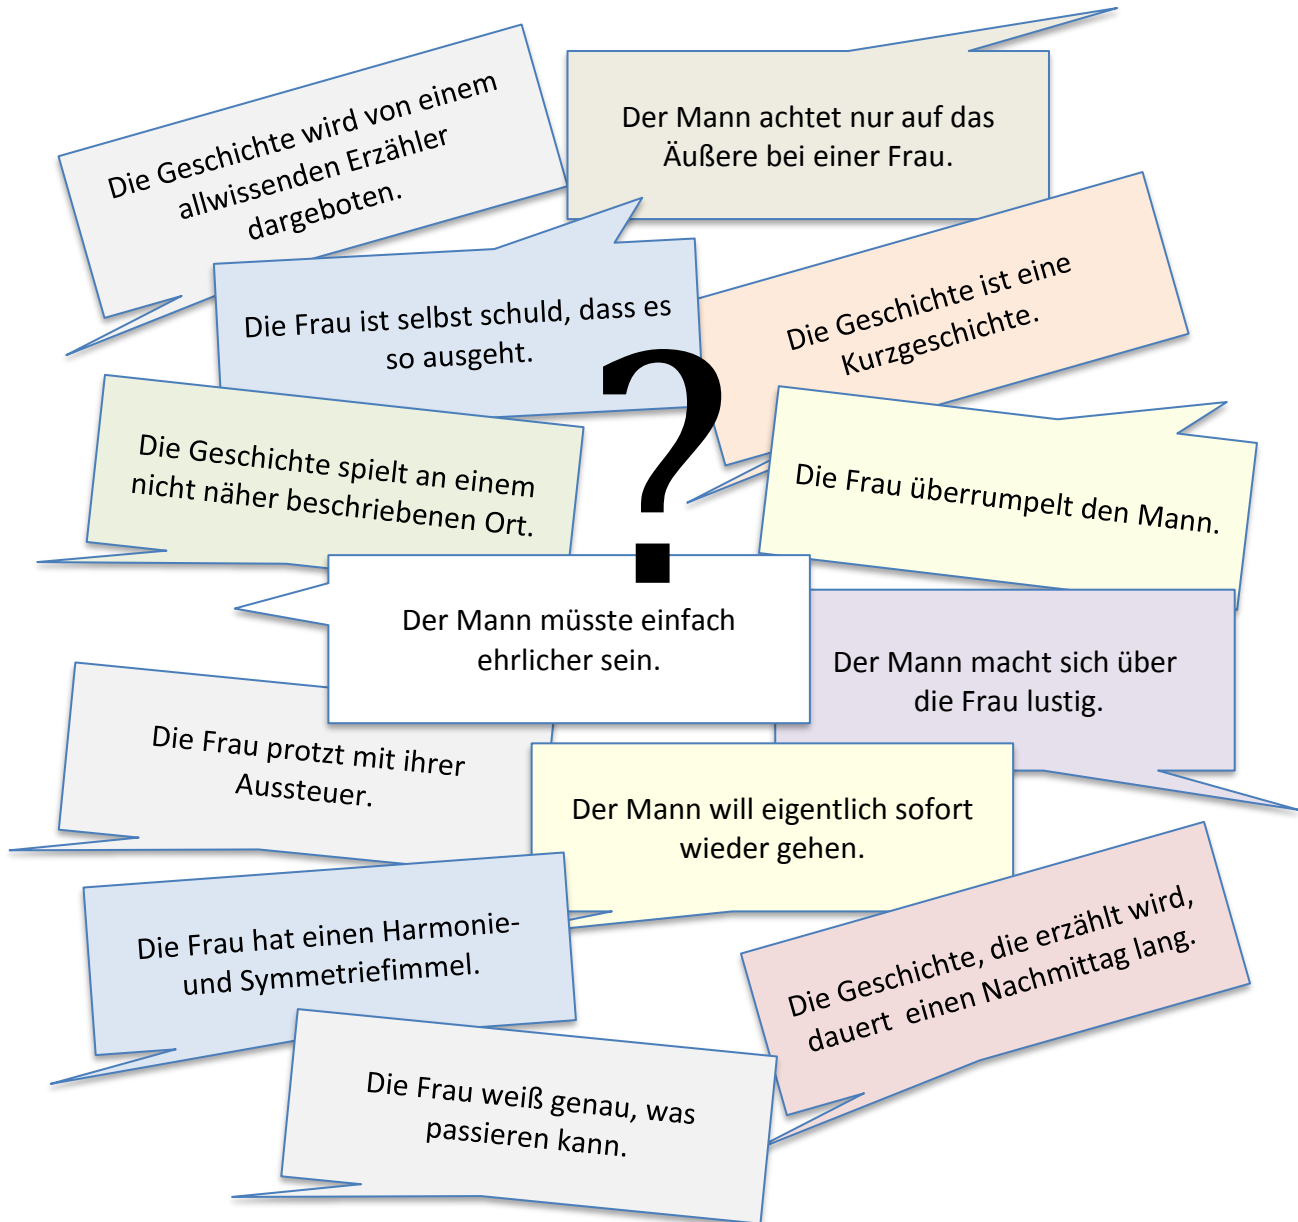 Die Geschichte wird von einem
allwissenden Erzähler
dargeboten.
Der Mann achtet nur auf das
Äußere bei einer Frau.
Die Frau ist selbst schuld, dass es
so ausgeht.
Die Geschichte ist eine
Kurzgeschichte.
?
Die Geschichte spielt an einem
nicht näher beschriebenen Ort.
Die Frau überrumpelt den Mann.
Der Mann müsste einfach
ehrlicher sein.
Der Mann macht sich über
die Frau lustig.
Die Frau protzt mit ihrer
Aussteuer.
Der Mann will eigentlich sofort
wieder gehen.
Die Frau hat einen Harmonie-
und Symmetriefimmel.
Die Geschichte, die erzählt wird,
dauert  einen Nachmittag lang.
Die Frau weiß genau, was
passieren kann.